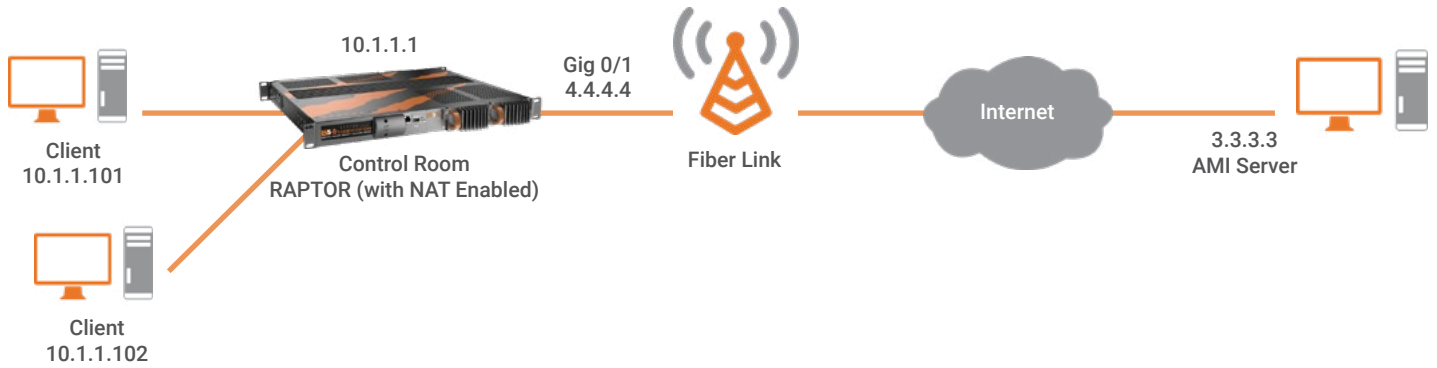 10.1.1.1
Gig 0/1
4.4.4.4
Internet
Client
10.1.1.101
Control Room
RAPTOR (with NAT Enabled)
Fiber Link
3.3.3.3
AMI Server
Client
10.1.1.102